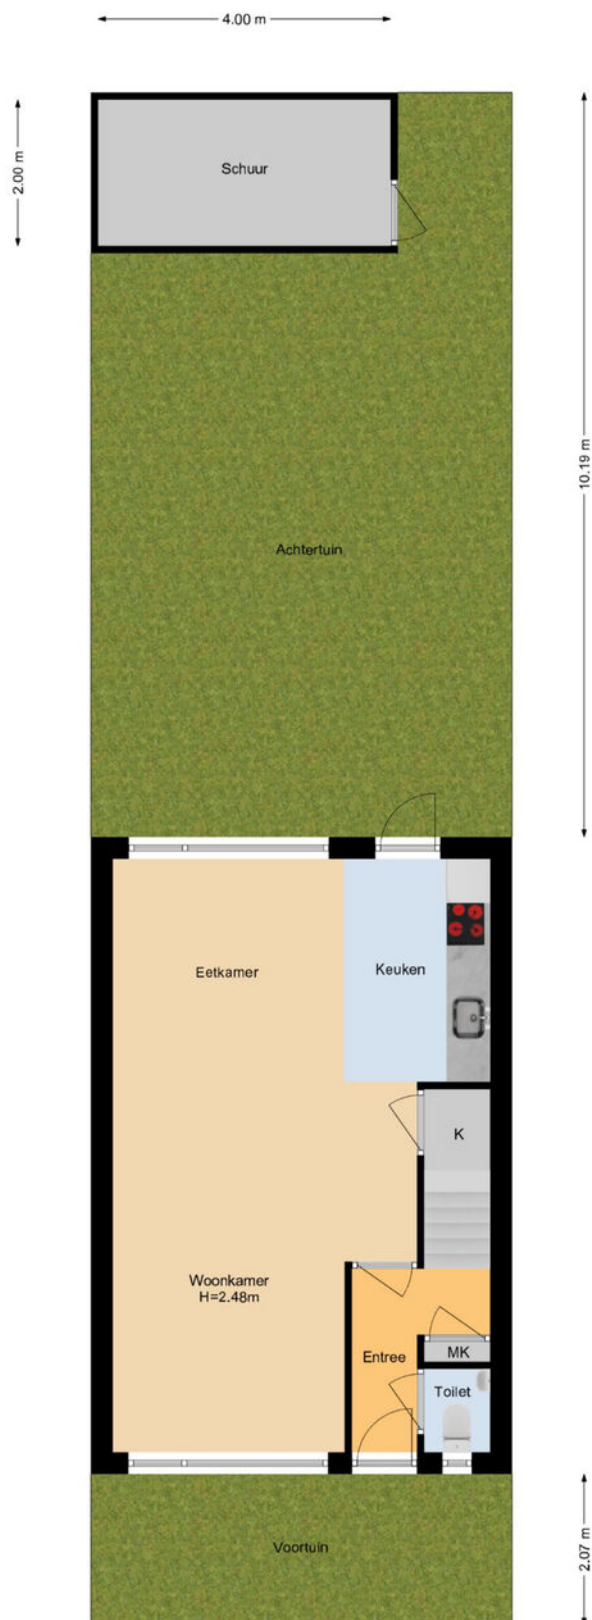 4.00 m
2.00 m
Schuur
10.19 m
Achtertuin
Eetkamer
Keuken
K
Woonkamer
H=2.48m
Entree
MK
Toilet
Voortuin
2.07 m